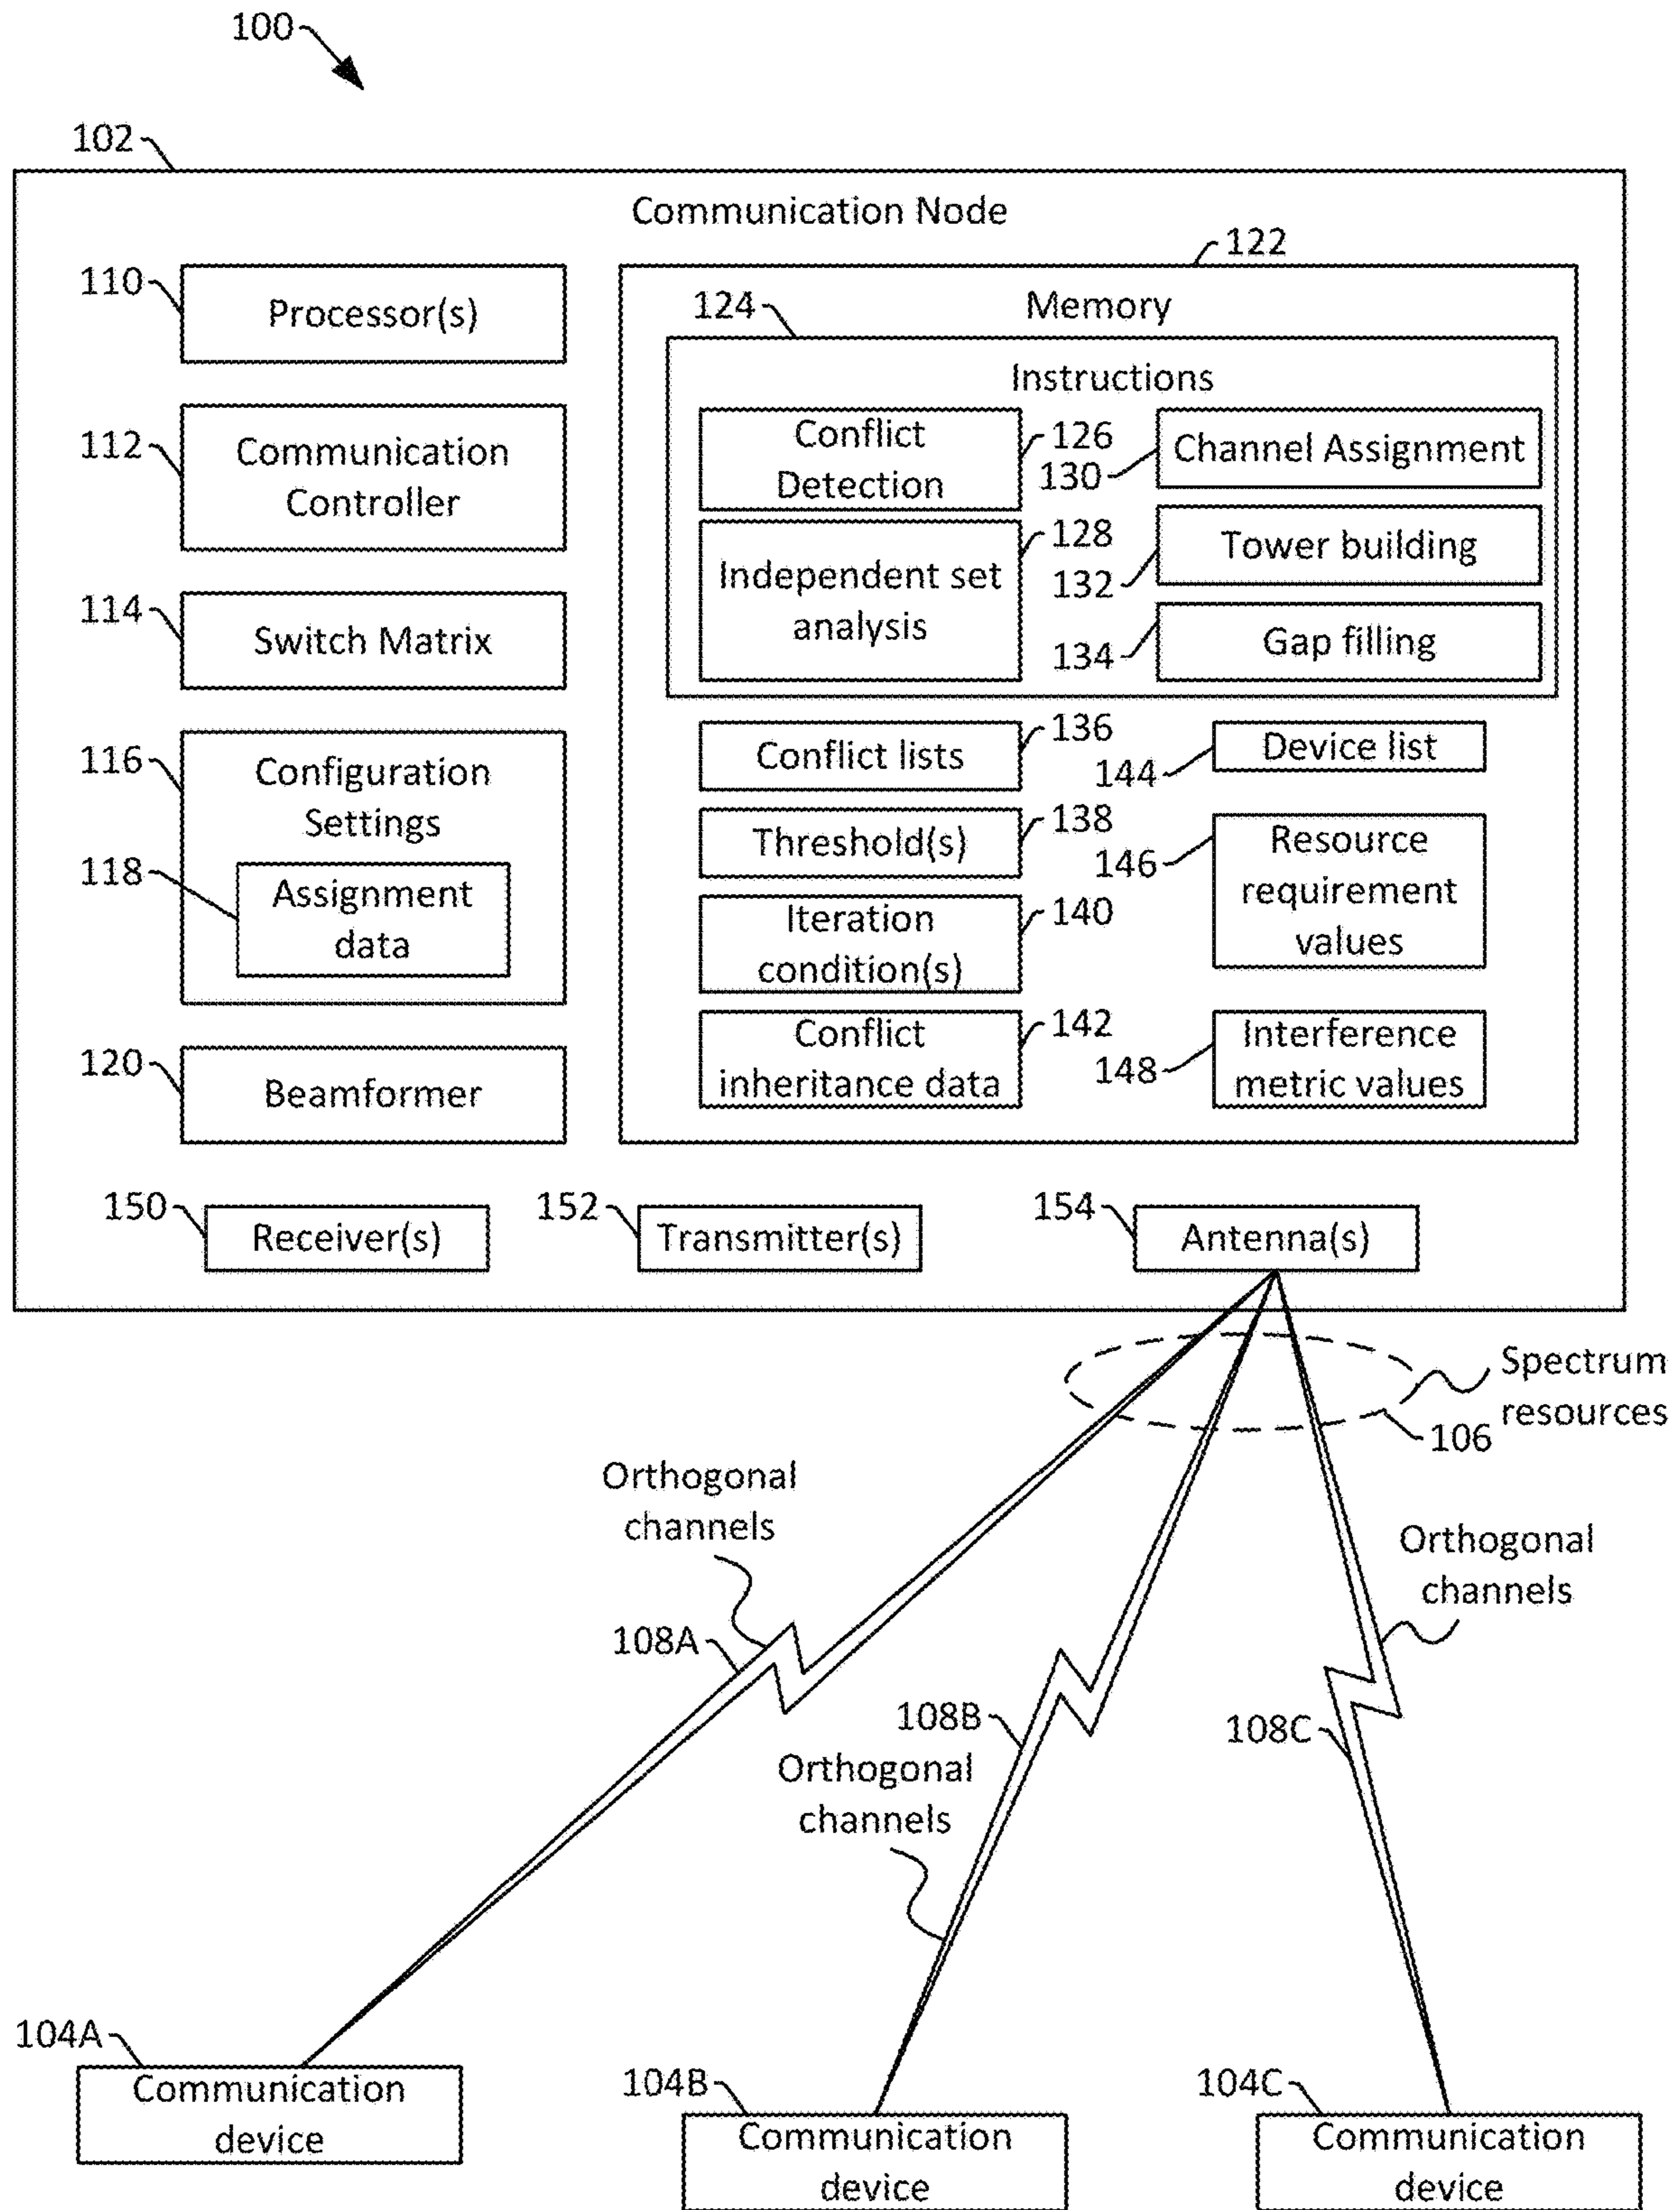 100
102
Communication Node
122
110
Processor(s)
124
Memory
Instructions
112
Communication
Controller
Conflict
Detection
126
130
Channel Assignment
128
Independent set
analysis
132
Tower building
134
Gap filling
114
Switch Matrix
116
Configuration
Settings
118
Assignment
data
136
Conflict lists
144
Device list
138
Threshold(s)
146
Resource
requirement
values
140
Iteration
condition(s)
142
Conflict
inheritance data
148
Interference
metric values
120
Beamformer
150
Receiver(s)
152
Transmitter(s)
154
Antenna(s)
Spectrum
resources
106
Orthogonal
channels
108A
Orthogonal
channels
108B
Orthogonal
channels
108C
104A
Communication
device
104B
Communication
device
104C
Communication
device